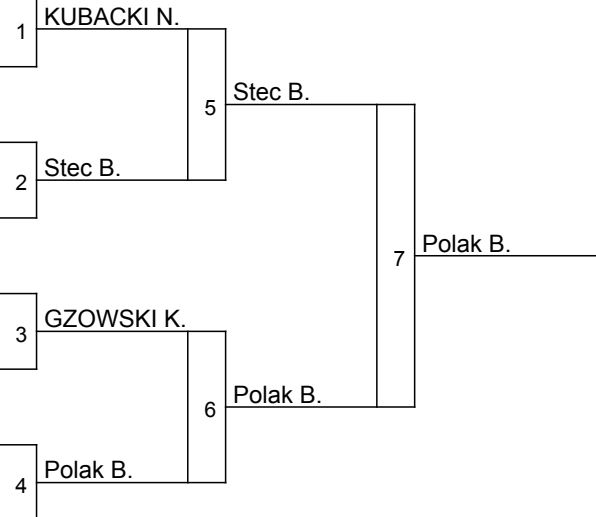 KUBACKI N.
1
Stec B.
5
Stec B.
2
Polak B.
7
GZOWSKI K.
3
Polak B.
6
Polak B.
4